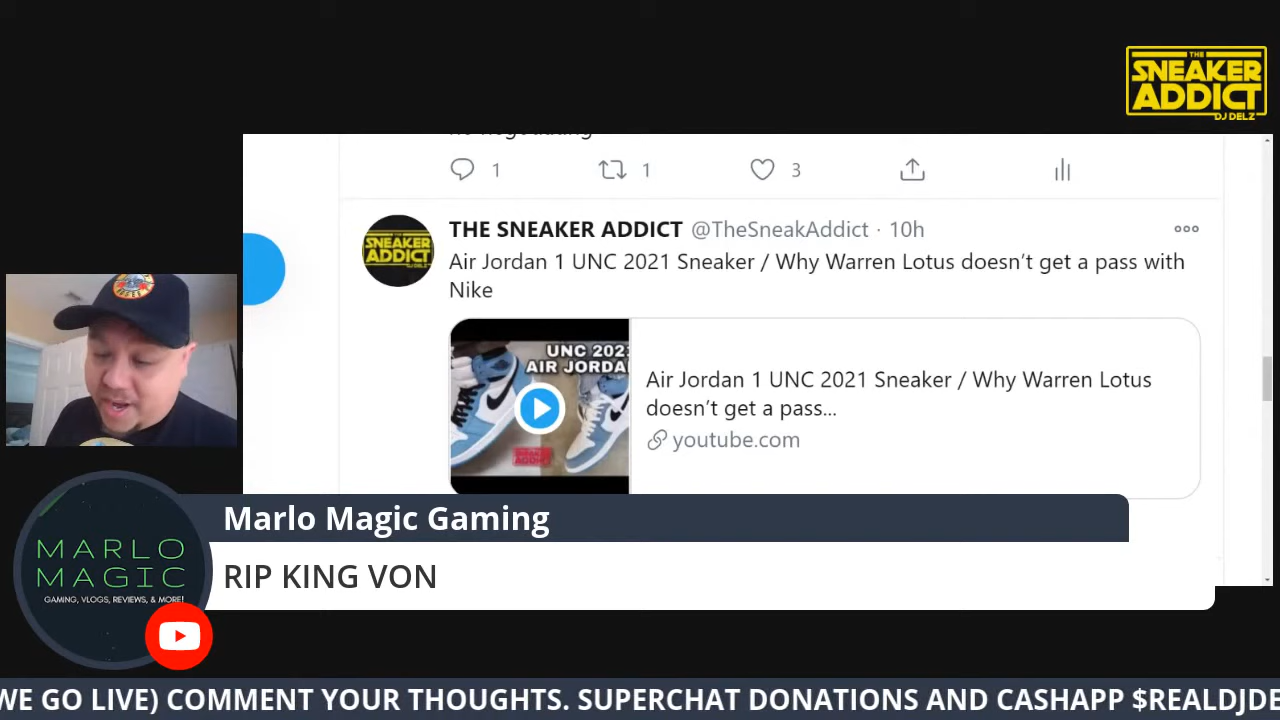 THE
SNEAKER
ADDICT
DJ DELZ
1
1
3
THE SNEAKER ADDICT @TheSneakAddict · 10h
SNEAKER
ADDICT
Air Jordan 1 UNC 2021 Sneaker / Why Warren Lotus doesn’t get a pass with
Nike
UNC 202
AIR JORDA
Air Jordan 1 UNC 2021 Sneaker / Why Warren Lotus
doesn’t get a pass...
youtube.com
Marlo Magic Gaming
RIP KING VON
MARLO
MAGIC
GAMING, VLOGS, REVIEWS, & MORE!
WE GO LIVE) COMMENT YOUR THOUGHTS. SUPERCHAT DONATIONS AND CASHAPP $REALDJDE